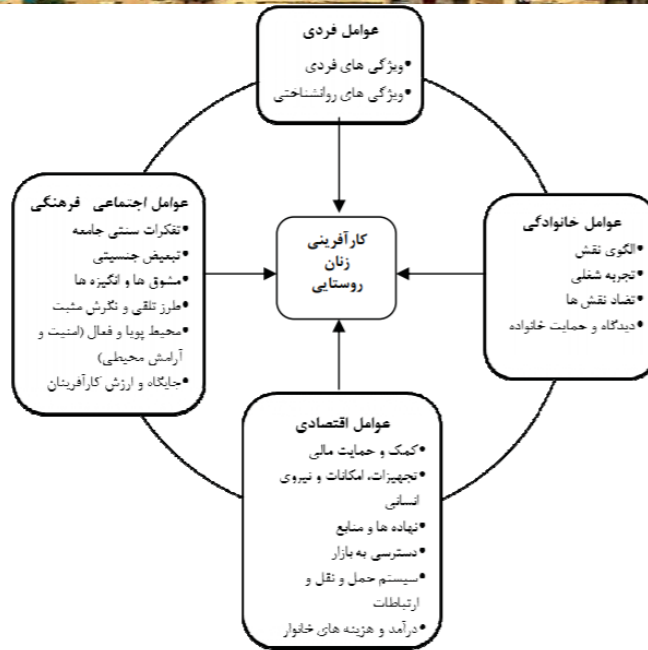 عوامل فردی
•ویژگی های فردی
•ویژگی های روانشناختی
عوامل خانوادگی
•الگوی نقش
•تجربه شغلی
•تضاد نقش ها
•دیدگاه و حمایت خانواده
کارآفرینی
زنان
روستایی
عوامل اجتماعی فرهنگی
•تفکرات سنتی جامعه
•تبعیض جنسیتی
•مشوق ها و انگیزه ها
•طرز تلقی و نگرش مثبت
•محیط پویا و فعال (امنیت و
آرامش محیطی)
•جایگاه و ارزش کارآفرینان
عوامل اقتصادی
•کمک و حمایت مالی
•تجهیزات، امکانات و نیروی
انسانی
•نهاده ها و منابع
•دسترسی به بازار
•سیستم حمل و نقل و
ارتباطات
•درآمد و هزینه های خانوار